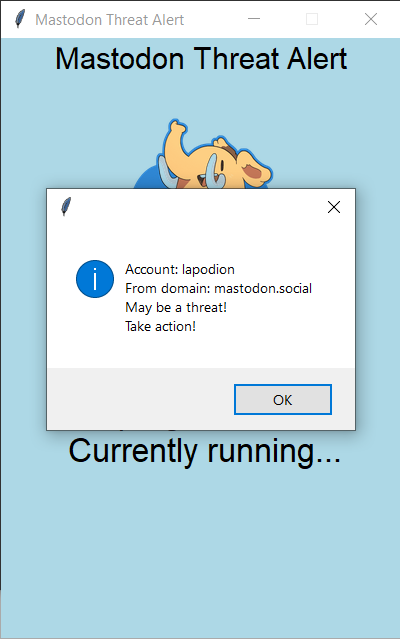 Mastodon Threat Alert
Mastodon Threat Alert
Account: lapodion
From domain: mastodon.social
May be a threat!
Take action!
OK
Currently running...